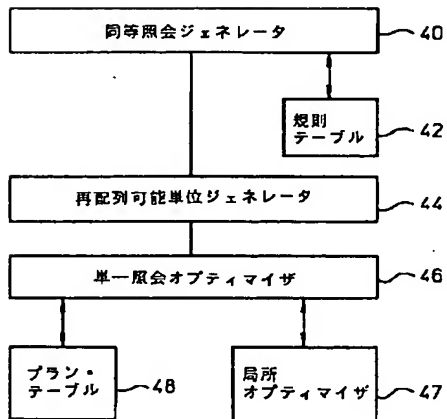 同等照会ジェネレータ
40
規則
テーブル
42
再配列可能単位ジェネレータ
44
単一照会オプティマイザ
46
プラン・
テーブル
48
局所
オプティマイザ
47